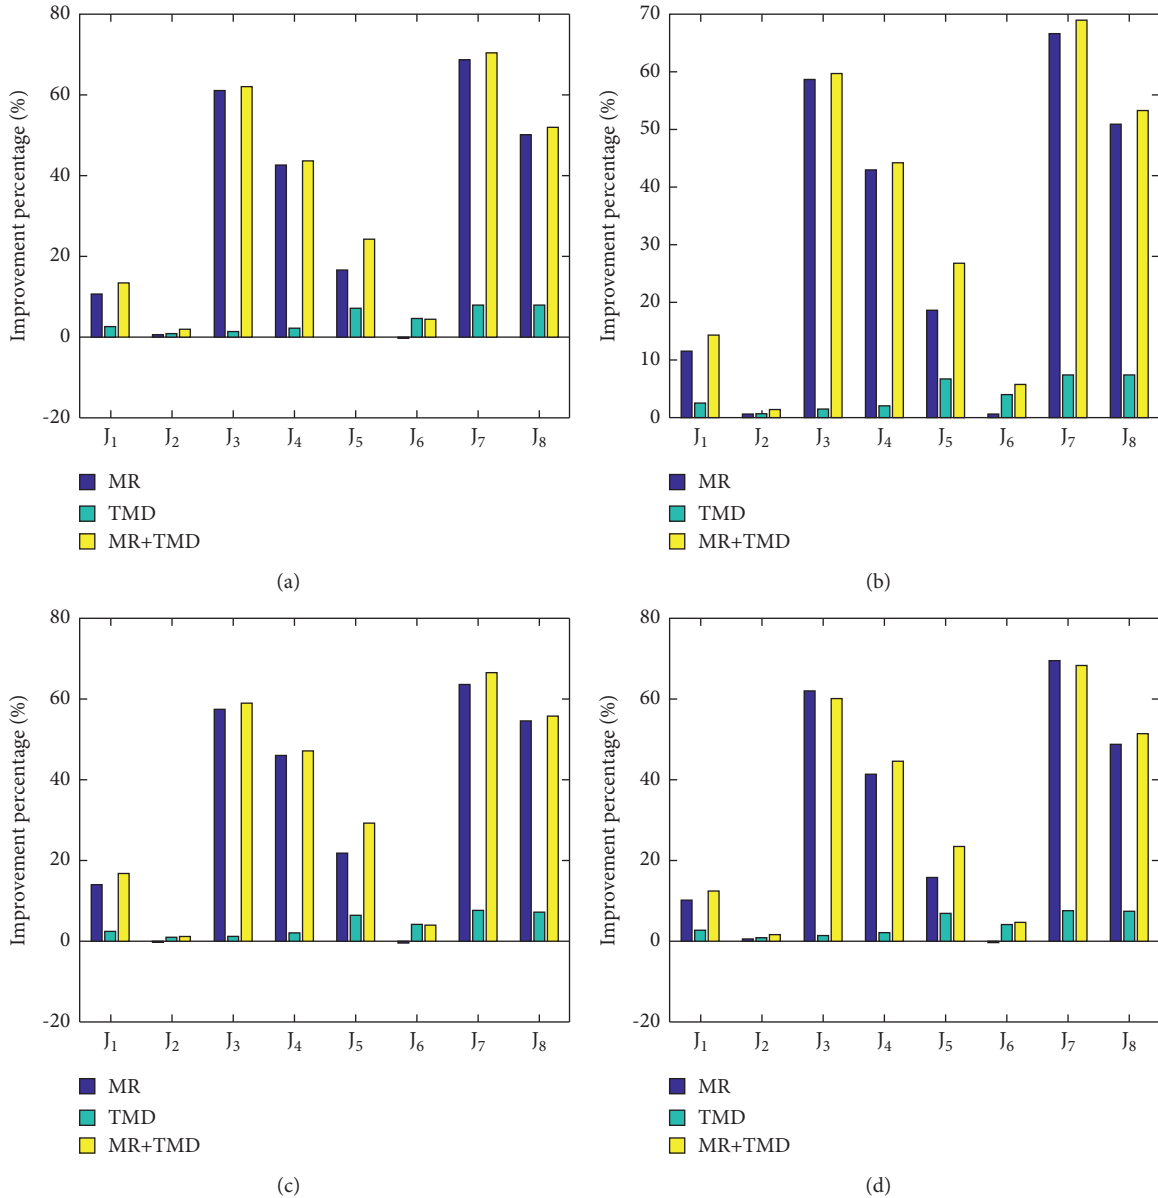 80
60
40
20
0
-20
Improvement percentage (%)
J1 J2 J3 J4 J5 J6 J7 J8
MR
TMD
MR+TMD
(a)
70
60
50
40
30
20
10
0
Improvement percentage (%)
J1 J2 J3 J4 J5 J6 J7 J8
MR
TMD
MR+TMD
(b)
80
60
40
20
0
-20
Improvement percentage (%)
J1 J2 J3 J4 J5 J6 J7 J8
MR
TMD
MR+TMD
(c)
80
60
40
20
0
-20
Improvement percentage (%)
J1 J2 J3 J4 J5 J6 J7 J8
MR
TMD
MR+TMD
(d)